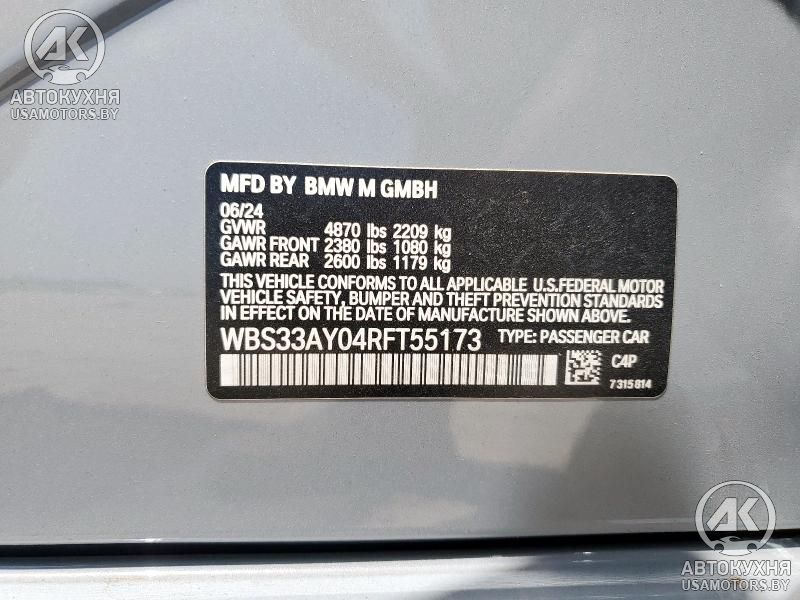 AK
АВТОКУХНЯ
USAMOTORS.BY
MFD BY BMW M GMBH
06/24
GVWR 4870 lbs 2209 kg
GAWR FRONT 2380 lbs 1080 kg
GAWR REAR 2600 lbs 1179 kg
THIS VEHICLE CONFORMS TO ALL APPLICABLE U.S.FEDERAL MOTOR
VEHICLE SAFETY, BUMPER AND THEFT PREVENTION STANDARDS
IN EFFECT ON THE DATE OF MANUFACTURE SHOWN ABOVE.
WBS33AY04RFT55173 TYPE: PASSENGER CAR
C4P
7315814
AK
АВТОКУХНЯ
USAMOTORS.BY